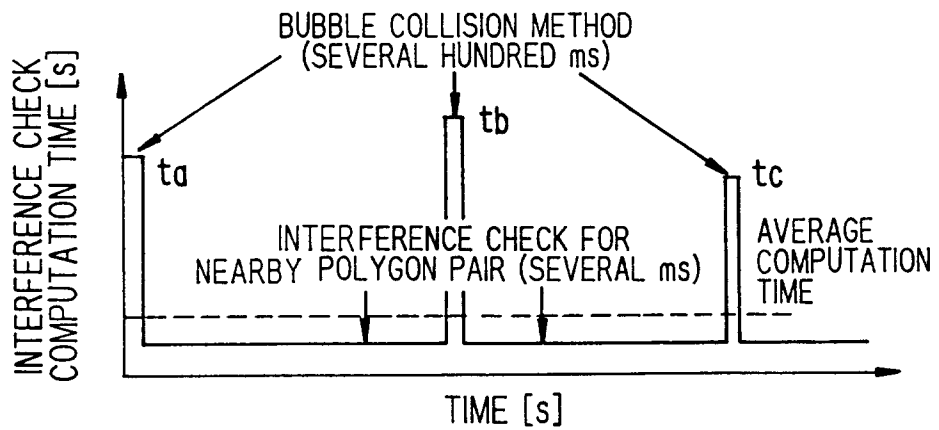 BUBBLE COLLISION METHOD
(SEVERAL HUNDRED ms)
INTERFERENCE CHECK
COMPUTATION TIME [s]
ta
tb
tc
INTERFERENCE CHECK FOR
NEARBY POLYGON PAIR (SEVERAL ms)
AVERAGE
COMPUTATION
TIME
TIME [s]